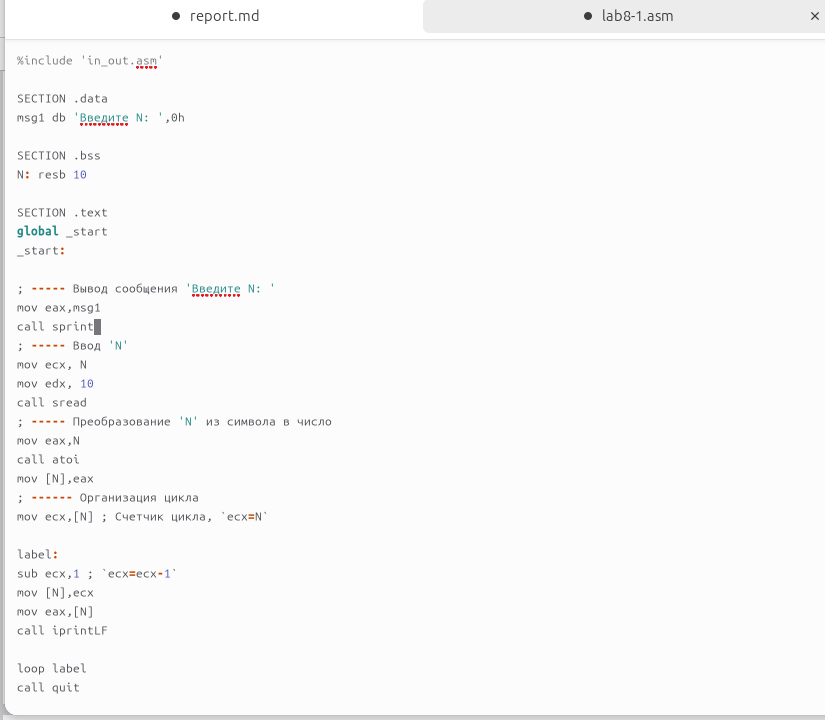 report.md
lab8-1.asm
%include 'in_out.asm'
SECTION .data
msg1 db 'Введите N: ',0h
SECTION .bss
N: resb 10
SECTION .text
global _start
_start:
; ----- Вывод сообщения 'Введите N: '
mov eax,msg1
call sprint
; ----- Ввод 'N'
mov ecx, N
mov edx, 10
call sread
; ----- Преобразование 'N' из символа в число
mov eax,N
call atoi
mov [N],eax
; ------ Организация цикла
mov ecx,[N] ; Счетчик цикла, `ecx=N`
label:
sub ecx,1 ; `ecx=ecx-1`
mov [N],ecx
mov eax,[N]
call iprintLF
loop label
call quit